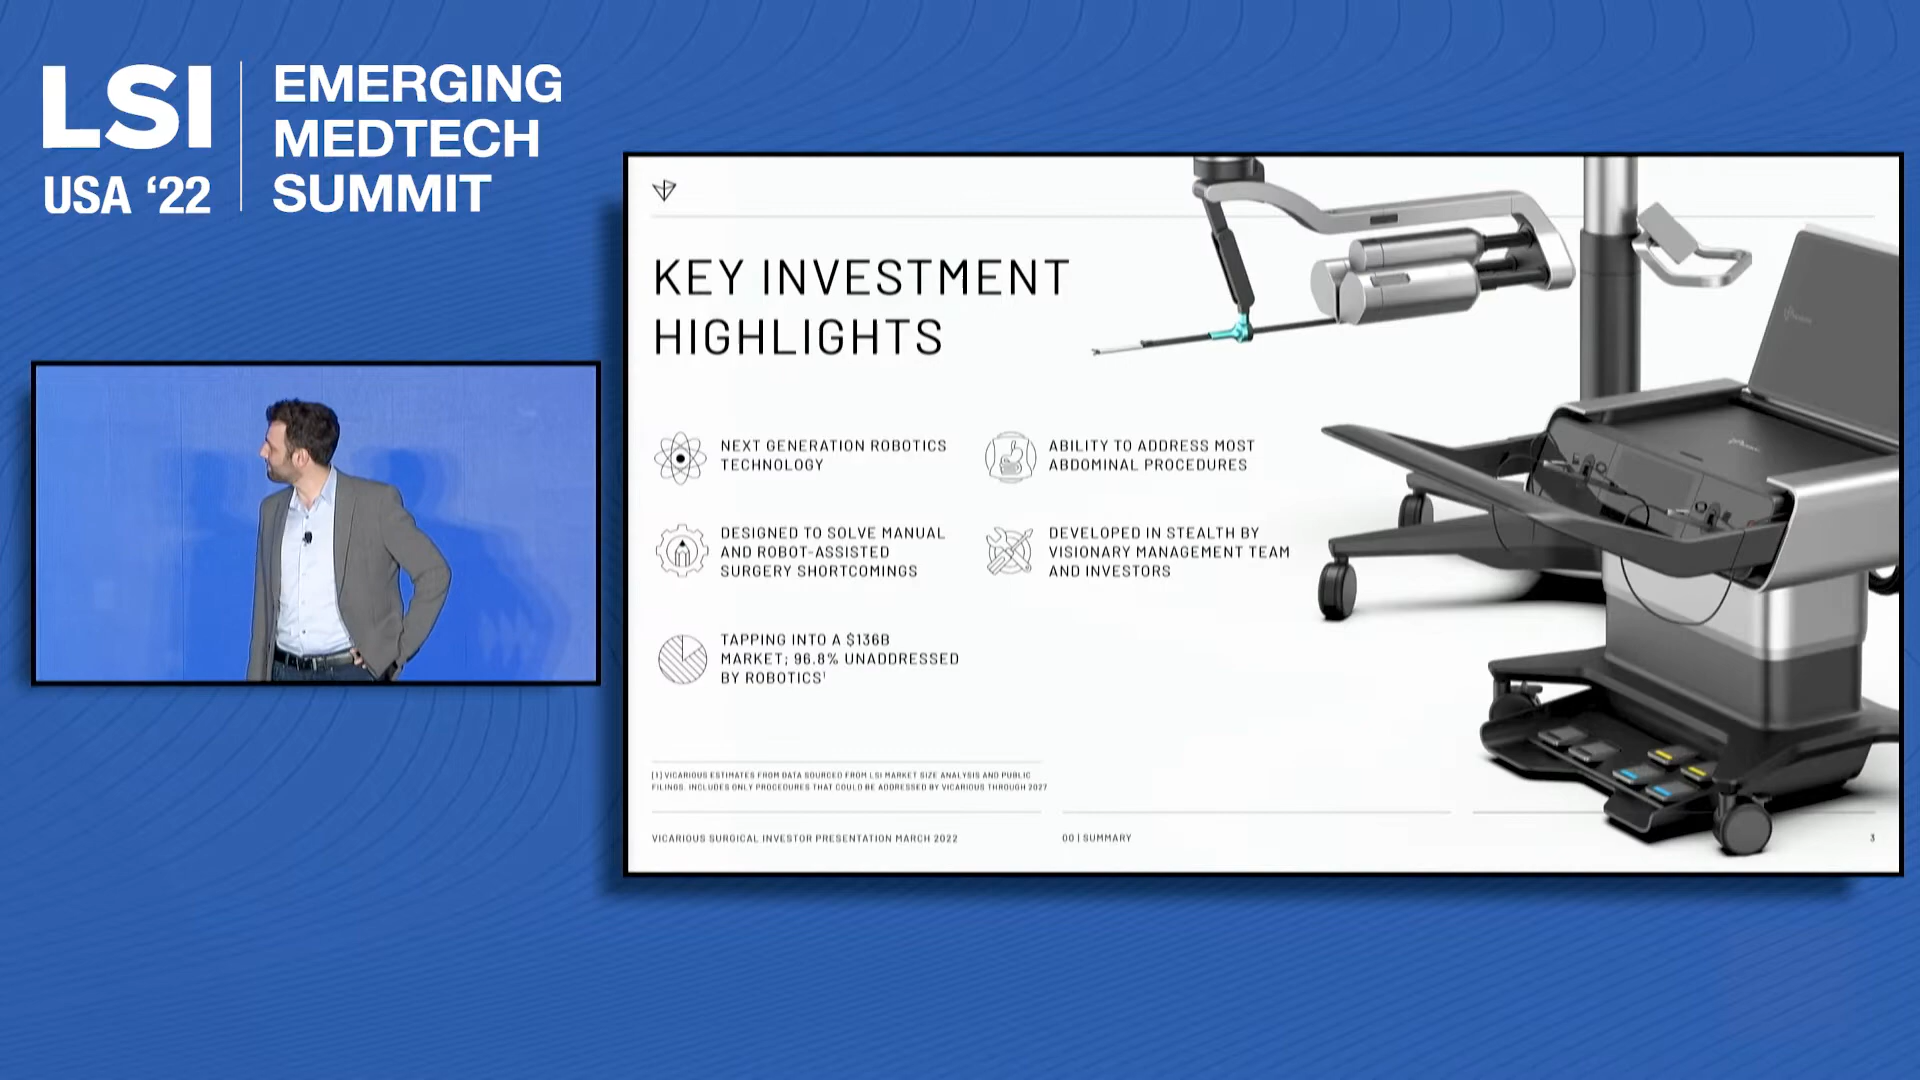 LSI
USA ‘22
EMERGING
MEDTECH
SUMMIT
KEY INVESTMENT
HIGHLIGHTS
NEXT GENERATION ROBOTICS
TECHNOLOGY
ABILITY TO ADDRESS MOST
ABDOMINAL PROCEDURES
DESIGNED TO SOLVE MANUAL
AND ROBOT-ASSISTED
SURGERY SHORTCOMINGS
DEVELOPED IN STEALTH BY
VISIONARY MANAGEMENT TEAM
AND INVESTORS
TAPPING INTO A $136B
MARKET; 96.8% UNADDRESSED
BY ROBOTICS¹
[1] VICARIOUS ESTIMATES FROM DATA SOURCED FROM LSI MARKET SIZE ANALYSIS AND PUBLIC
FILINGS. INCLUDES ONLY PROCEDURES THAT COULD BE ADDRESSED BY VICARIOUS THROUGH 2027
VICARIOUS SURGICAL INVESTOR PRESENTATION MARCH 2022
00 | SUMMARY
3